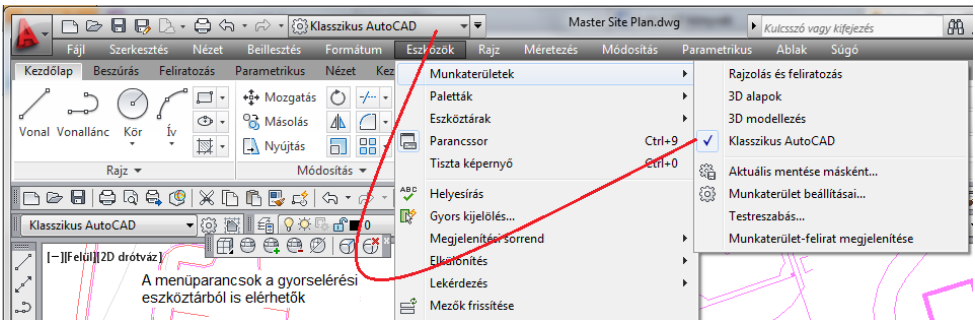 Klasszikus AutoCAD
Master Site Plan.dwg
Kulcsszó vagy kifejezés
Fájl Szerkesztés Nézet Beillesztés Formátum Eszközök Rajz Méretezés Módosítás Parametrikus Ablak Súgó
Kezdőlap Beszúrás Feliratozás Parametrikus Nézet Kez
Vonal Vonallánc Kör Ív
Mozgatás
Másolás
Nyújtás
Rajz
Módosítás
Klasszikus AutoCAD
0
[−][Felül][2D drótváz]
A menüparancsok a gyorselérési
eszköztárból is elérhetők
Munkaterületek
Paletták
Eszköztárak
Parancssor Ctrl+9
Tiszta képernyő Ctrl+0
ABC Helyesírás
Gyors kijelölés...
Megjelenítési sorrend
Elkülönítés
Lekérdezés
Mezők frissítése
Rajzolás és feliratozás
3D alapok
3D modellezés
Klasszikus AutoCAD
Aktuális mentése másként...
Munkaterület beállításai...
Testreszabás...
Munkaterület-felirat megjelenítése